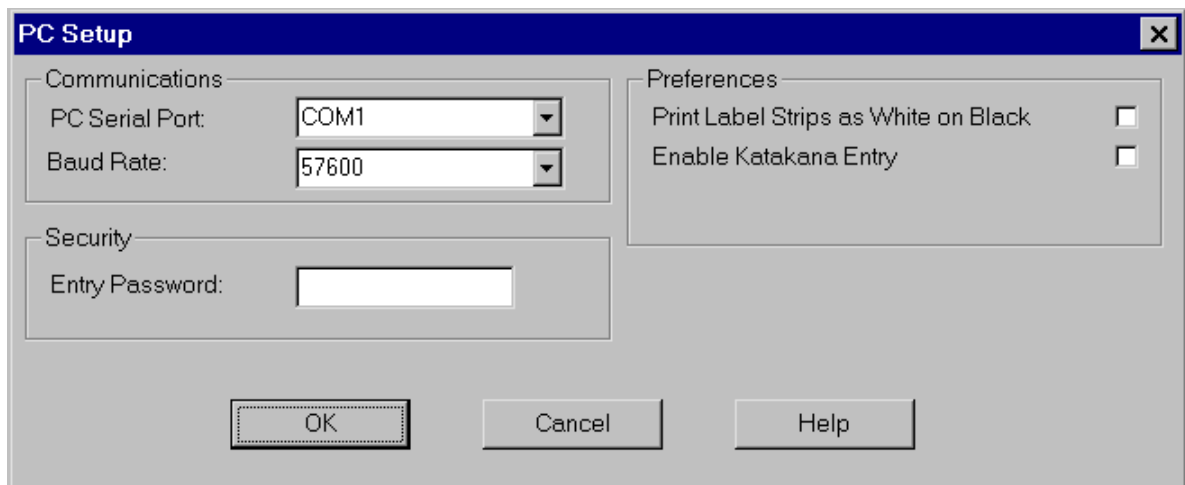 PC Setup
Communications
PC Serial Port:
COM1
Baud Rate:
57600
Security
Entry Password:
Preferences
Print Label Strips as White on Black
Enable Katakana Entry
OK
Cancel
Help